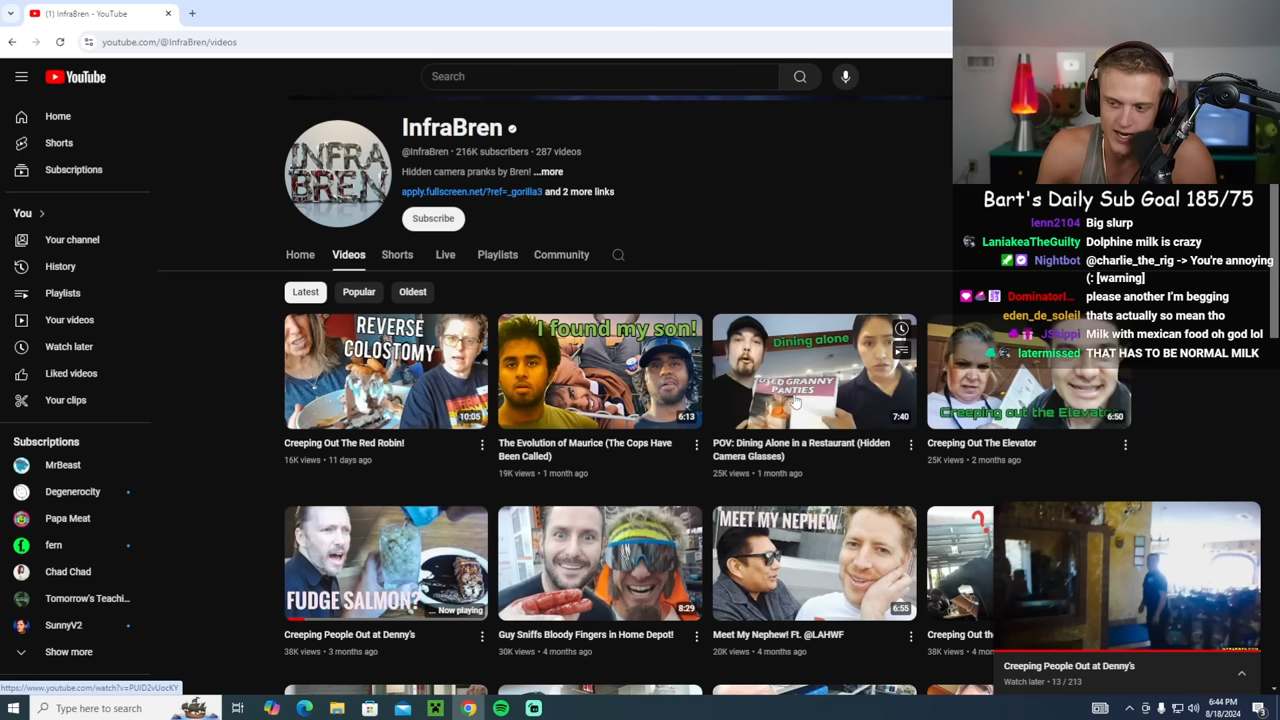 (1) InfraBren - YouTube
youtube.com/@InfraBren/videos
YouTube
Search
Home
Shorts
Subscriptions
You
Your channel
History
Playlists
Your videos
Watch later
Liked videos
Your clips
Subscriptions
MrBeast
Degenerocity
Papa Meat
fern
Chad Chad
Tomorrow's Teachi...
SunnyV2
Show more
INFRA
BREN
InfraBren
@InfraBren • 216K subscribers • 287 videos
Hidden camera pranks by Bren! ...more
apply.fullscreen.net/?ref=_gorilla3 and 2 more links
Subscribe
Home Videos Shorts Live Playlists Community
Latest Popular Oldest
REVERSE
COLOSTOMY
10:05
Creeping Out The Red Robin!
16K views • 11 days ago
I found my son!
6:13
The Evolution of Maurice (The Cops Have
Been Called)
19K views • 1 month ago
Dining alone
USED GRANNY
PANTIES
7:40
POV: Dining Alone in a Restaurant (Hidden
Camera Glasses)
25K views • 1 month ago
Creeping out the Elevator
6:50
Creeping Out The Elevator
25K views • 2 months ago
FUDGE SALMON?
... Now playing
Creeping People Out at Denny's
38K views • 3 months ago
8:29
Guy Sniffs Bloody Fingers in Home Depot!
30K views • 4 months ago
MEET MY NEPHEW
6:55
Meet My Nephew! Ft. @LAHWF
20K views • 4 months ago
?
Creeping Out th
38K views • 4 mon
Bart's Daily Sub Goal 185/75
lenn2104 Big slurp
LaniakeaTheGuilty Dolphine milk is crazy
Nightbot @charlie_the_rig -> You're annoying
(: [warning]
DominatorI... please another I'm begging
eden_de_soleil thats actually so mean tho
JSkippi Milk with mexican food oh god lol
latermissed THAT HAS TO BE NORMAL MILK
Creeping People Out at Denny's
Watch later • 13 / 213
https://www.youtube.com/watch?v=PUID2vUocKY
Type here to search
6:44 PM
8/18/2024
3